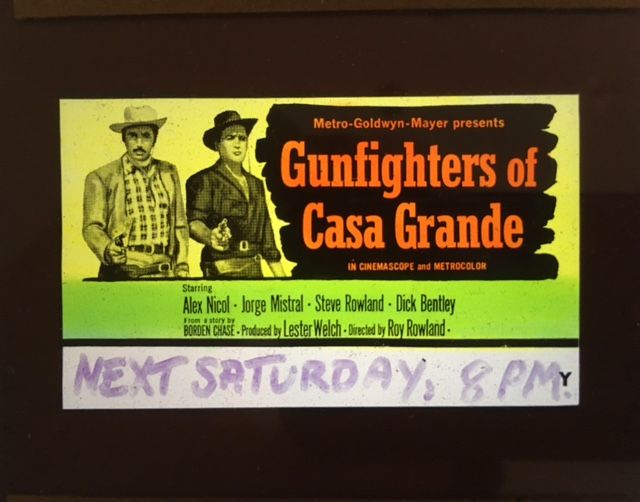 Metro-Goldwyn-Mayer presents
Gunfighters of
Casa Grande
IN CINEMASCOPE and METROCOLOR
Starring
Alex Nicol · Jorge Mistral · Steve Rowland · Dick Bentley
From a story by
BORDEN CHASE · Produced by Lester Welch · Directed by Roy Rowland ·
NEXT SATURDAY, 8 PM.
Y